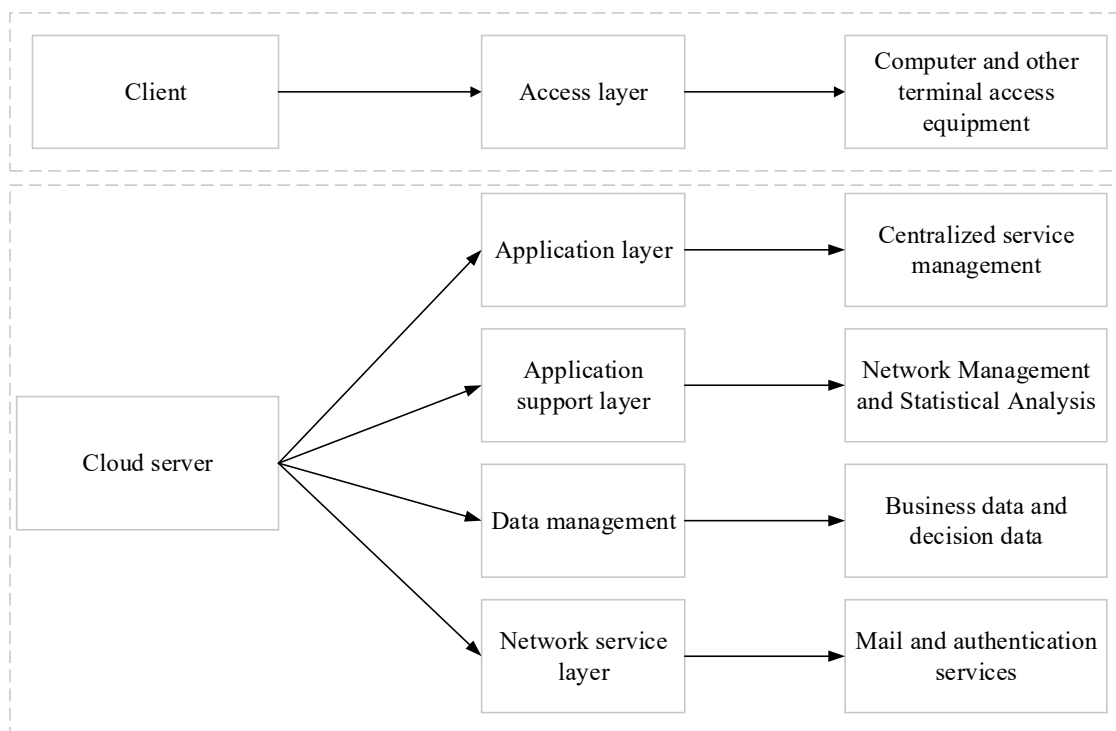 Client
Access layer
Computer and other
terminal access
equipment
Application layer
Centralized service
management
Application
support layer
Network Management
and Statistical Analysis
Cloud server
Data management
Business data and
decision data
Network service
layer
Mail and authentication
services